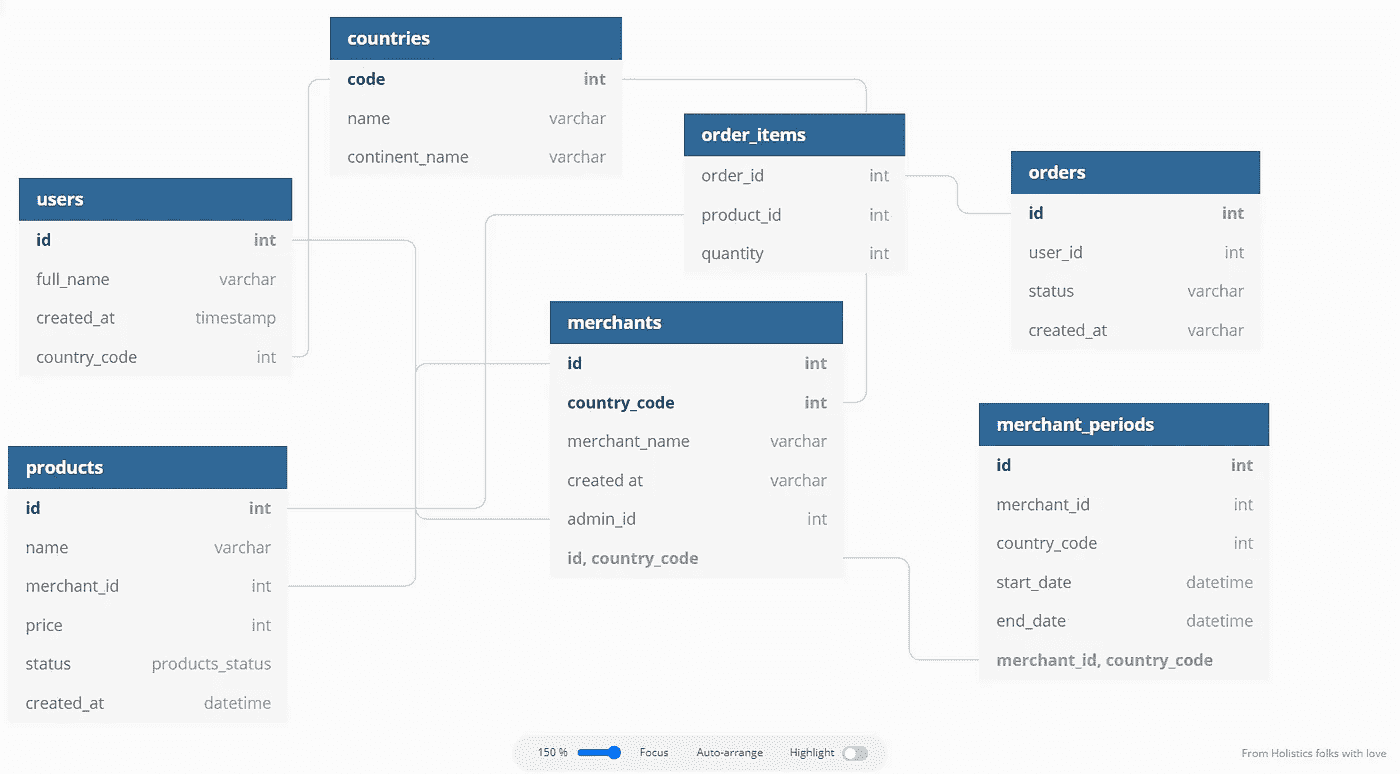 countries
code int
name varchar
continent_name varchar
order_items
order_id int
product_id int
quantity int
orders
id int
user_id int
status varchar
created_at varchar
users
id int
full_name varchar
created_at timestamp
country_code int
merchants
id int
country_code int
merchant_name varchar
created at varchar
admin_id int
id, country_code
merchant_periods
id int
merchant_id int
country_code int
start_date datetime
end_date datetime
merchant_id, country_code
products
id int
name varchar
merchant_id int
price int
status products_status
created_at datetime
150 % Focus Auto-arrange Highlight
From Holistics folks with love